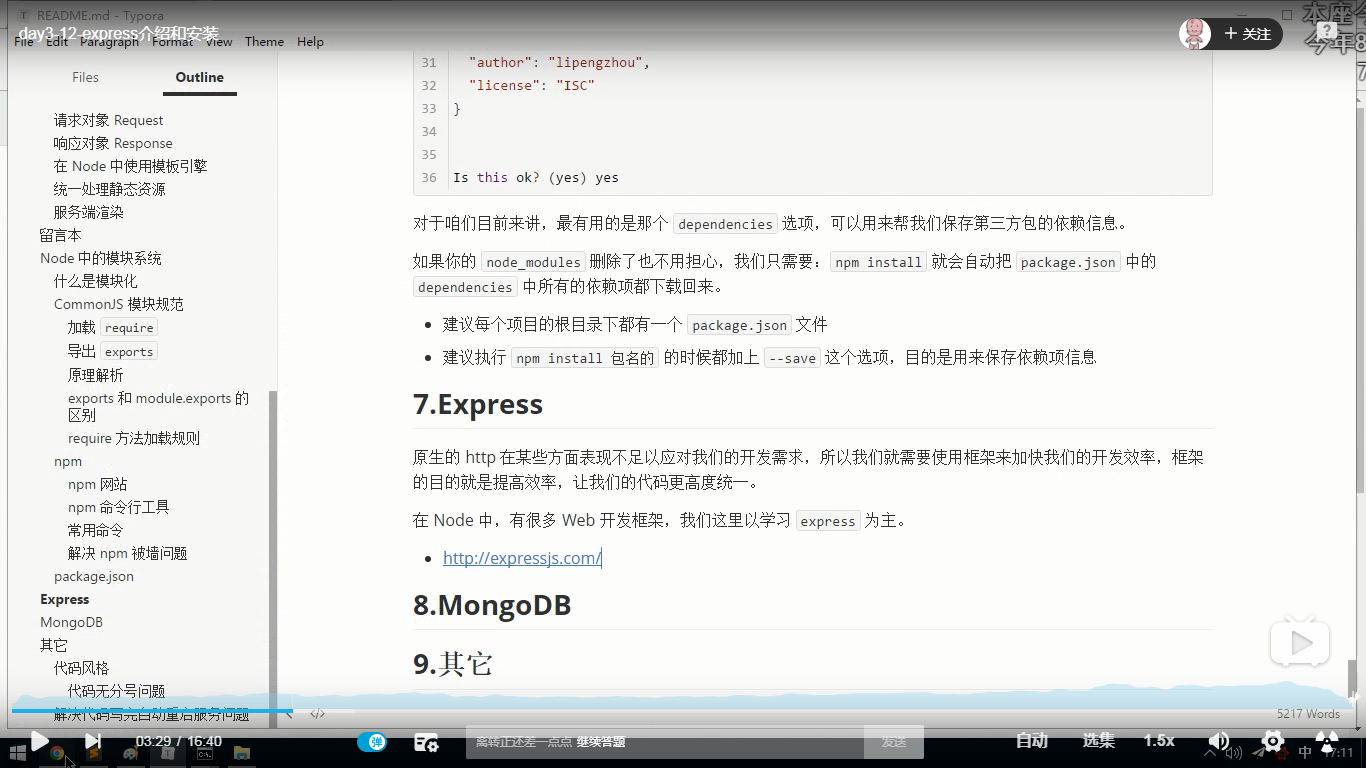 README.md - Typora
day3-12-express介绍和安装
File Edit Paragraph Format View Theme Help
+ 关注
本座
今年8
7
Files Outline
请求对象 Request
响应对象 Response
在 Node 中使用模板引擎
统一处理静态资源
服务端渲染
留言本
Node 中的模块系统
什么是模块化
CommonJS 模块规范
加载 require
导出 exports
原理解析
exports 和 module.exports 的
区别
require 方法加载规则
npm
npm 网站
npm 命令行工具
常用命令
解决 npm 被墙问题
package.json
Express
MongoDB
其它
代码风格
代码无分号问题
解决代码写完自动重启服务问题
31 "author": "lipengzhou",
32 "license": "ISC"
33 }
34
35
36 Is this ok? (yes) yes
对于咱们目前来讲，最有用的是那个 dependencies 选项，可以用来帮我们保存第三方包的依赖信息。
如果你的 node_modules 删除了也不用担心，我们只需要：npm install 就会自动把 package.json 中的
dependencies 中所有的依赖项都下载回来。
建议每个项目的根目录下都有一个 package.json 文件
建议执行 npm install 包名的 的时候都加上 --save 这个选项，目的是用来保存依赖项信息
7.Express
原生的 http 在某些方面表现不足以应对我们的开发需求，所以我们就需要使用框架来加快我们的开发效率，框架
的目的就是提高效率，让我们的代码更高度统一。
在 Node 中，有很多 Web 开发框架，我们这里以学习 express 为主。
http://expressjs.com/
8.MongoDB
9.其它
</> 5217 Words
03:29 / 16:40
弹
离转正还差一点点 继续答题
发送
自动 选集 1.5x
中 17:11